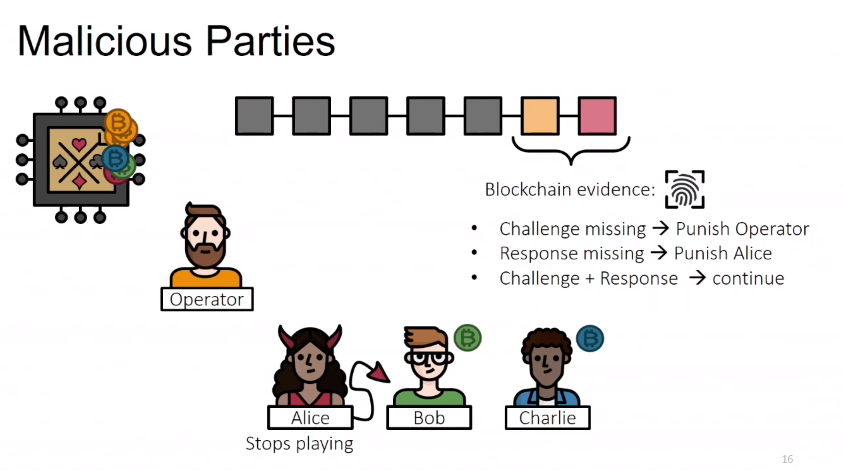 Malicious Parties
Blockchain evidence:
• Challenge missing → Punish Operator
• Response missing → Punish Alice
• Challenge + Response → continue
Operator
Alice
Bob
Charlie
Stops playing
16